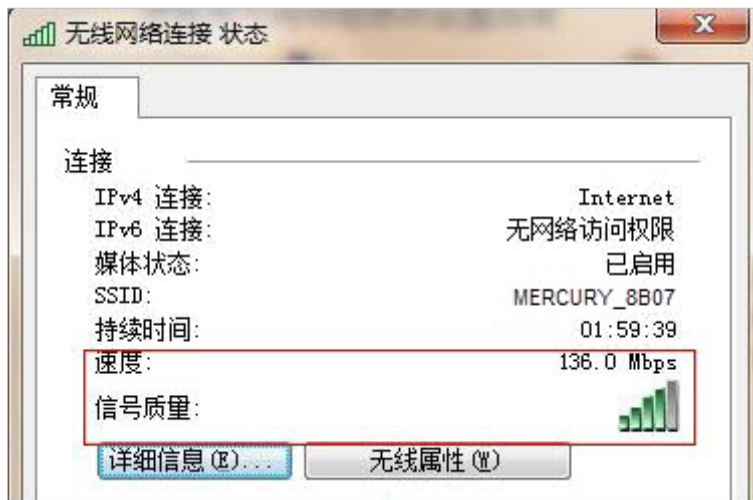 无线网络连接 状态
常规
连接
IPv4 连接: Internet
IPv6 连接: 无网络访问权限
媒体状态: 已启用
SSID: MERCURY_8B07
持续时间: 01:59:39
速度: 136.0 Mbps
信号质量:
详细信息(E)... 无线属性(W)